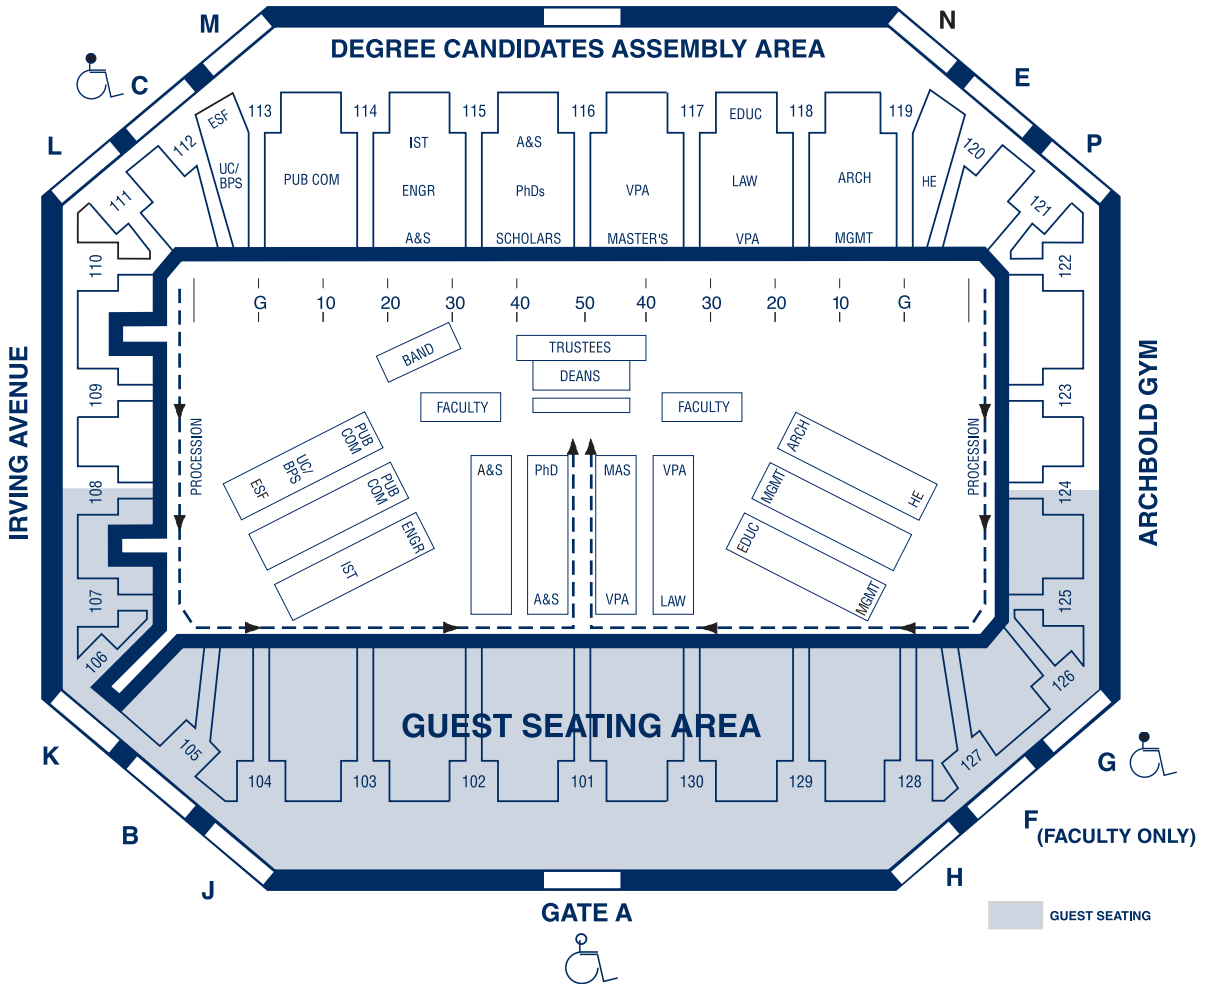 M
N
DEGREE CANDIDATES ASSEMBLY AREA
C
E
L
P
113
114
115
116
117
118
119
112
111
120
121
ESF
UC/
BPS
PUB COM
IST
ENGR
A&S
A&S
PhDs
SCHOLARS
VPA
MASTER'S
EDUC
LAW
VPA
ARCH
MGMT
HE
110
122
G 10 20 30 40 50 40 30 20 10 G
BAND
TRUSTEES
DEANS
FACULTY
FACULTY
IRVING AVENUE
ARCHBOLD GYM
109
123
108
124
107
125
106
126
PROCESSION
PROCESSION
PUB
COM
UC/
BPS
ESF
PUB
COM
ENGR
IST
A&S
PhD
A&S
MAS
VPA
VPA
LAW
ARCH
HE
MGMT
EDUC
MGMT
GUEST SEATING AREA
105
127
104
103
102
101
130
129
128
K
G
B
F
(FACULTY ONLY)
J
H
GATE A
GUEST SEATING